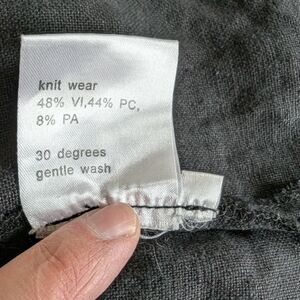 knit wear
48% VI,44% PC,
8% PA
30 degrees
gentle wash